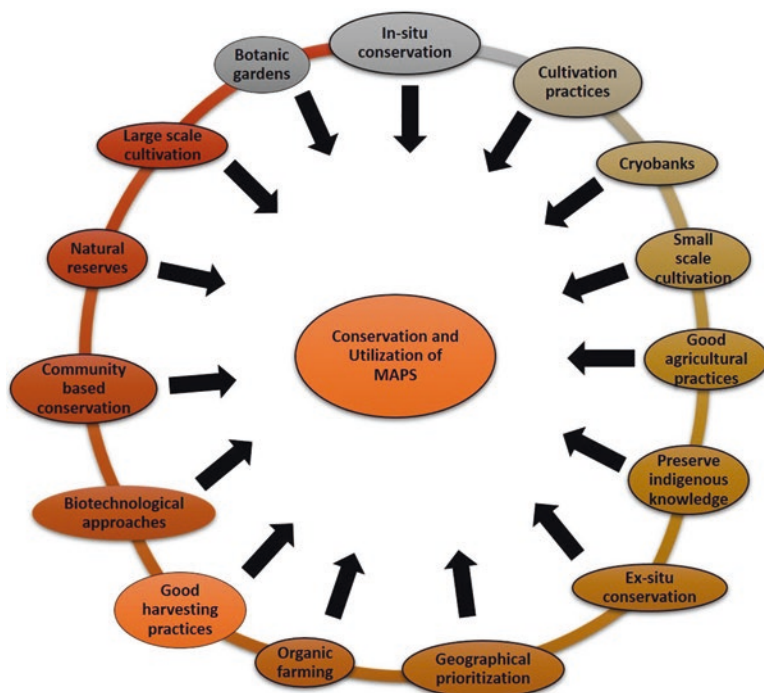 In-situ
conservation
Cultivation
practices
Cryobanks
Small
scale
cultivation
Good
agricultural
practices
Preserve
indigenous
knowledge
Ex-situ
conservation
Geographical
prioritization
Organic
farming
Good
harvesting
practices
Biotechnological
approaches
Community
based
conservation
Natural
reserves
Large scale
cultivation
Botanic
gardens
Conservation and
Utilization of
MAPS